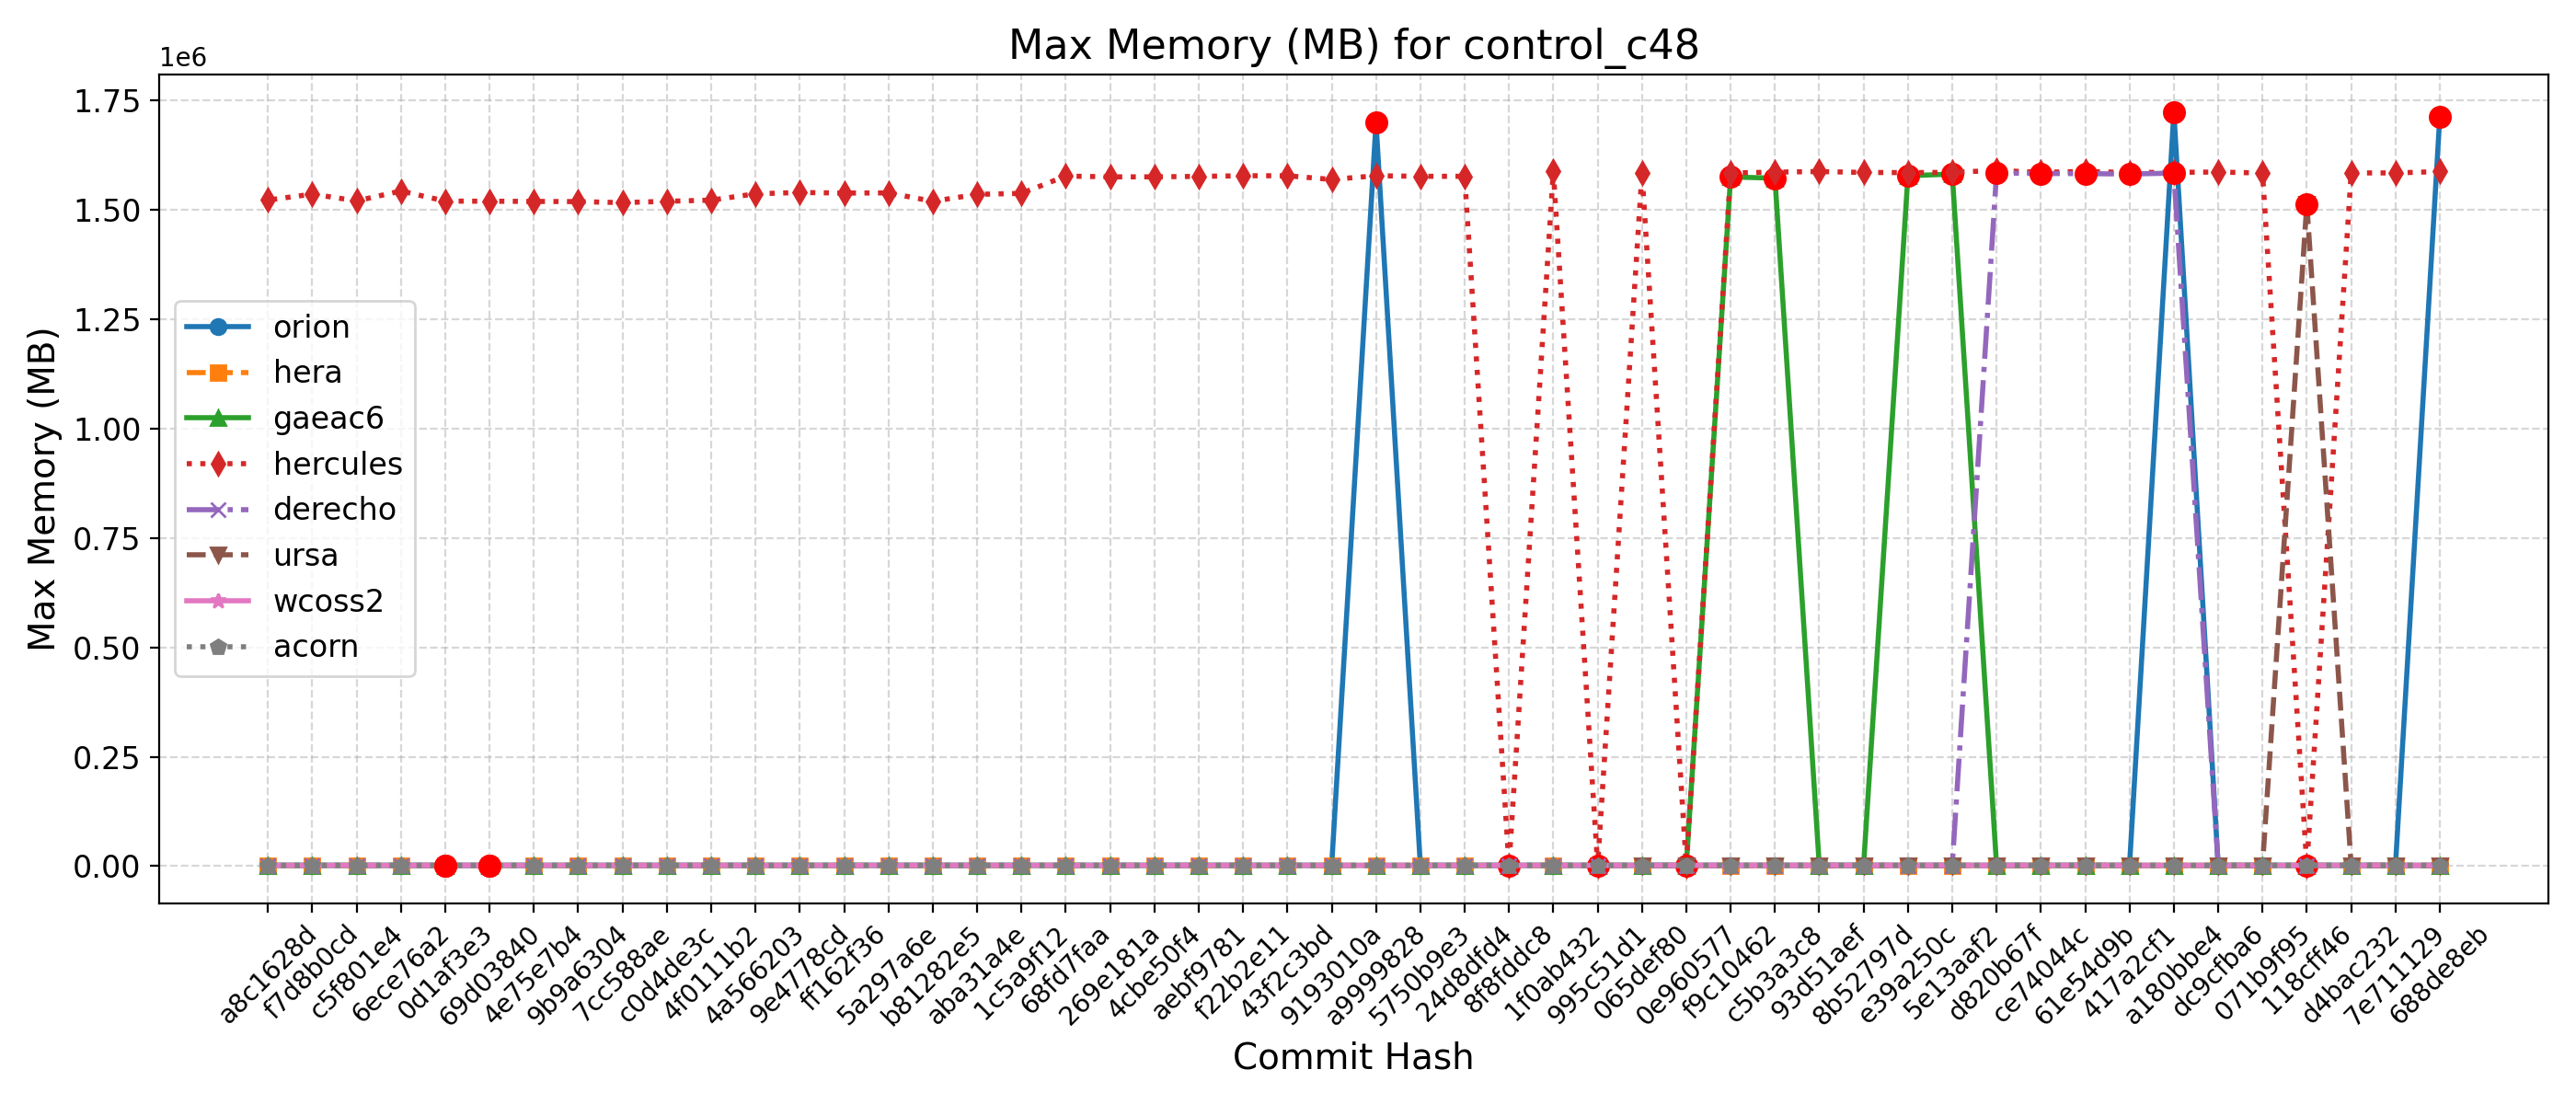 Max Memory (MB) for control_c48
1e6
1.75
1.50
1.25
1.00
0.75
0.50
0.25
0.00
Max Memory (MB)
orion
hera
gaeac6
hercules
derecho
ursa
wcoss2
acorn
a8c1628d
f7d8b0cd
c5f801e4
6ece76a2
0d1af3e3
69d03840
4e75e7b4
9b9a6304
7cc588ae
c0d4de3c
4f0111b2
4a566203
9e4778cd
ff162f36
5a297a6e
b81282e5
aba31a4e
1c5a9f12
68fd7faa
269e181a
4cbe50f4
aebf9781
f22b2e11
43f2c3bd
9193010a
a9999828
5750b9e3
24d8dfd4
8f8fddc8
1f0ab432
995c51d1
065def80
0e960577
f9c10462
c5b3a3c8
93d51aef
8b52797d
e39a250c
5e13aaf2
d820b67f
ce74044c
61e54d9b
417a2cf1
a180bbe4
dc9cfba6
071b9f95
118cff46
d4bac232
7e711129
688de8eb
Commit Hash